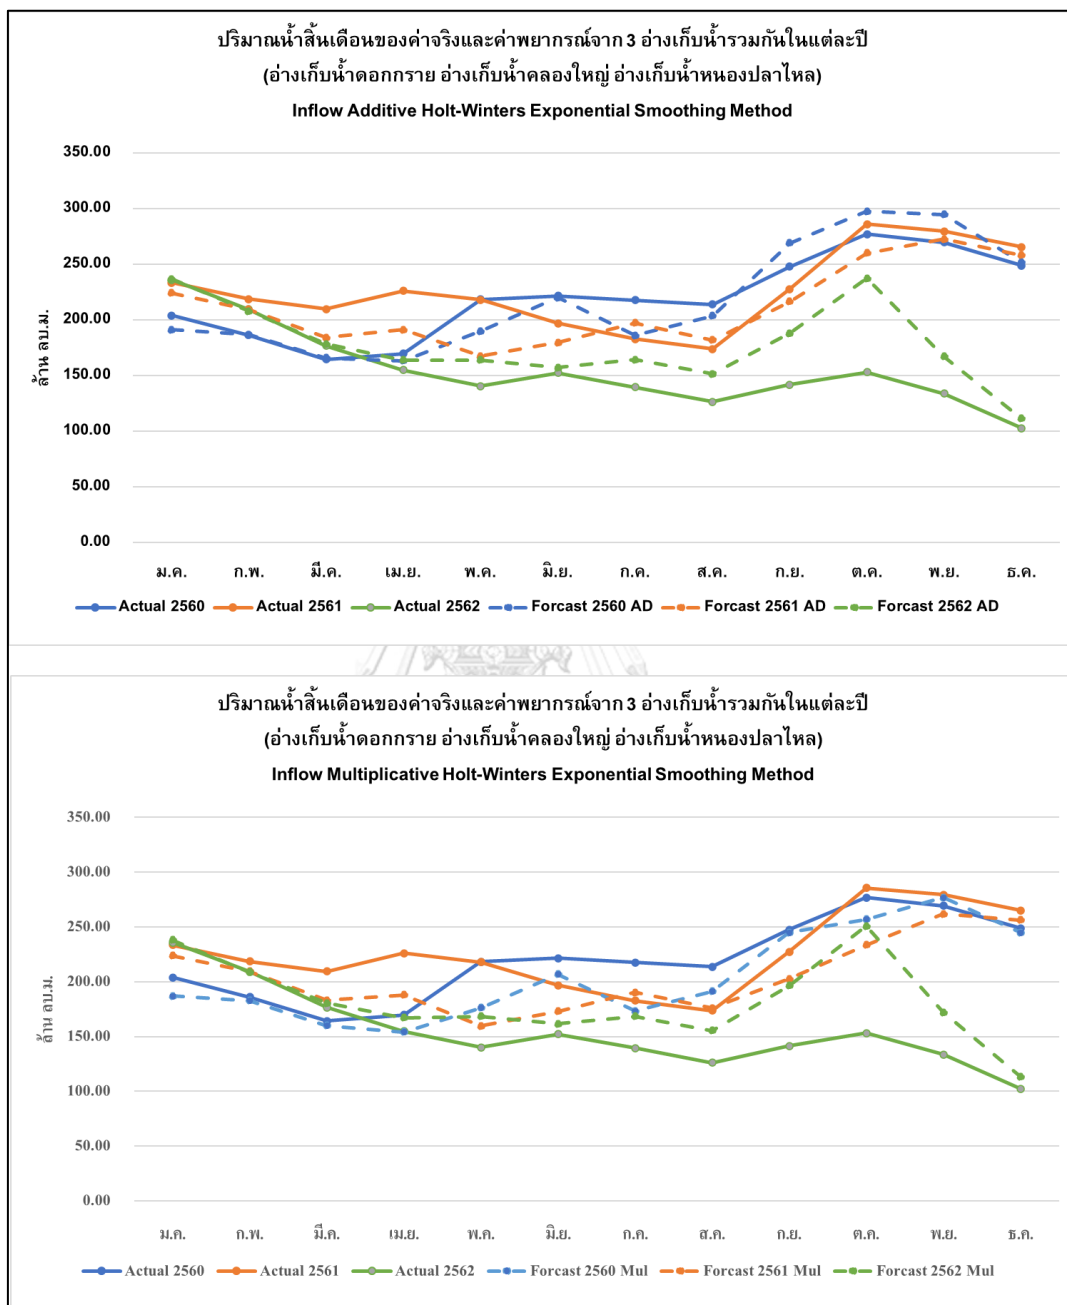 ปริมาณน้ำสิ้นเดือนของค่าจริงและค่าพยากรณ์จาก 3 อ่างเก็บน้ำรวมกันในแต่ละปี
(อ่างเก็บน้ำดอกกราย อ่างเก็บน้ำคลองใหญ่ อ่างเก็บน้ำหนองปลาไหล)
Inflow Additive Holt-Winters Exponential Smoothing Method
350.00
300.00
250.00
200.00
150.00
100.00
50.00
0.00
ล้าน ลบ.ม.
ม.ค. ก.พ. มี.ค. เม.ย. พ.ค. มิ.ย. ก.ค. ส.ค. ก.ย. ต.ค. พ.ย. ธ.ค.
Actual 2560 Actual 2561 Actual 2562 Forcast 2560 AD Forcast 2561 AD Forcast 2562 AD
ปริมาณน้ำสิ้นเดือนของค่าจริงและค่าพยากรณ์จาก 3 อ่างเก็บน้ำรวมกันในแต่ละปี
(อ่างเก็บน้ำดอกกราย อ่างเก็บน้ำคลองใหญ่ อ่างเก็บน้ำหนองปลาไหล)
Inflow Multiplicative Holt-Winters Exponential Smoothing Method
350.00
300.00
250.00
200.00
150.00
100.00
50.00
0.00
ล้าน ลบ.ม.
ม.ค. ก.พ. มี.ค. เม.ย. พ.ค. มิ.ย. ก.ค. ส.ค. ก.ย. ต.ค. พ.ย. ธ.ค.
Actual 2560 Actual 2561 Actual 2562 Forcast 2560 Mul Forcast 2561 Mul Forcast 2562 Mul